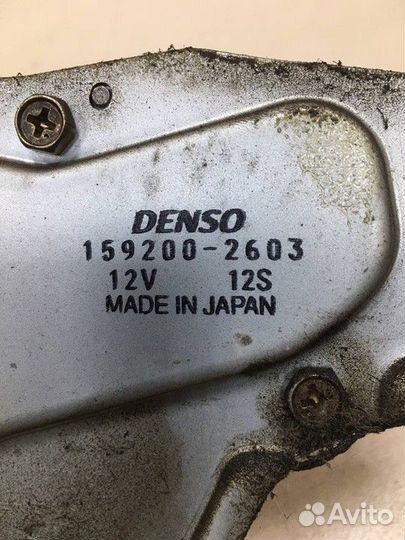 DENSO
159200-2603
12V 12S
MADE IN JAPAN
Avito